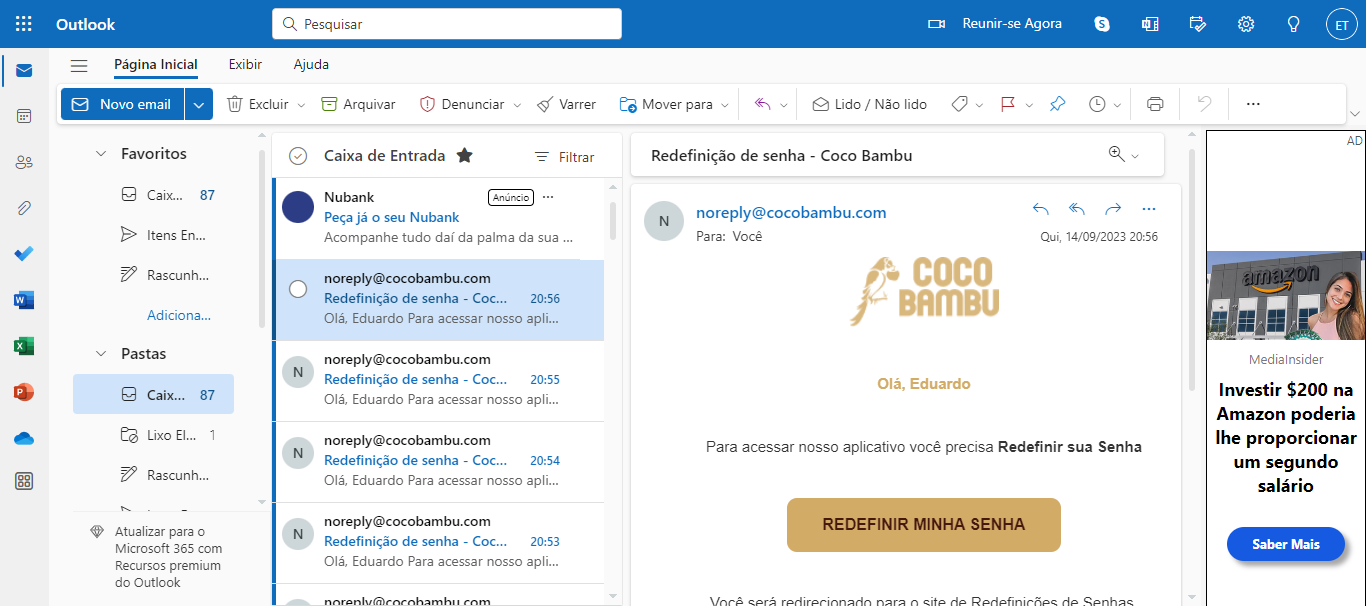 Outlook
Pesquisar
Reunir-se Agora
ET
Página Inicial
Exibir
Ajuda
Novo email
Excluir
Arquivar
Denunciar
Varrer
Mover para
Lido / Não lido
Favoritos
Caix... 87
Itens En...
Rascunh...
Adiciona...
Pastas
Caix... 87
Lixo El... 1
Rascunh...
Atualizar para o
Microsoft 365 com
Recursos premium
do Outlook
Caixa de Entrada
Filtrar
Nubank
Anúncio
Peça já o seu Nubank
Acompanhe tudo daí da palma da sua ...
noreply@cocobambu.com
Redefinição de senha - Coc... 20:56
Olá, Eduardo Para acessar nosso apli...
N
noreply@cocobambu.com
Redefinição de senha - Coc... 20:55
Olá, Eduardo Para acessar nosso apli...
N
noreply@cocobambu.com
Redefinição de senha - Coc... 20:54
Olá, Eduardo Para acessar nosso apli...
N
noreply@cocobambu.com
Redefinição de senha - Coc... 20:53
Olá, Eduardo Para acessar nosso apli...
noreply@cocobambu.com
Redefinição de senha - Coco Bambu
N
noreply@cocobambu.com
Para: Você
Qui, 14/09/2023 20:56
COCO
BAMBU
Olá, Eduardo
Para acessar nosso aplicativo você precisa Redefinir sua Senha
REDEFINIR MINHA SENHA
Você será redirecionado para o site de Redefinições de Senhas
AD
amazon
MediaInsider
Investir $200 na
Amazon poderia
lhe proporcionar
um segundo
salário
Saber Mais